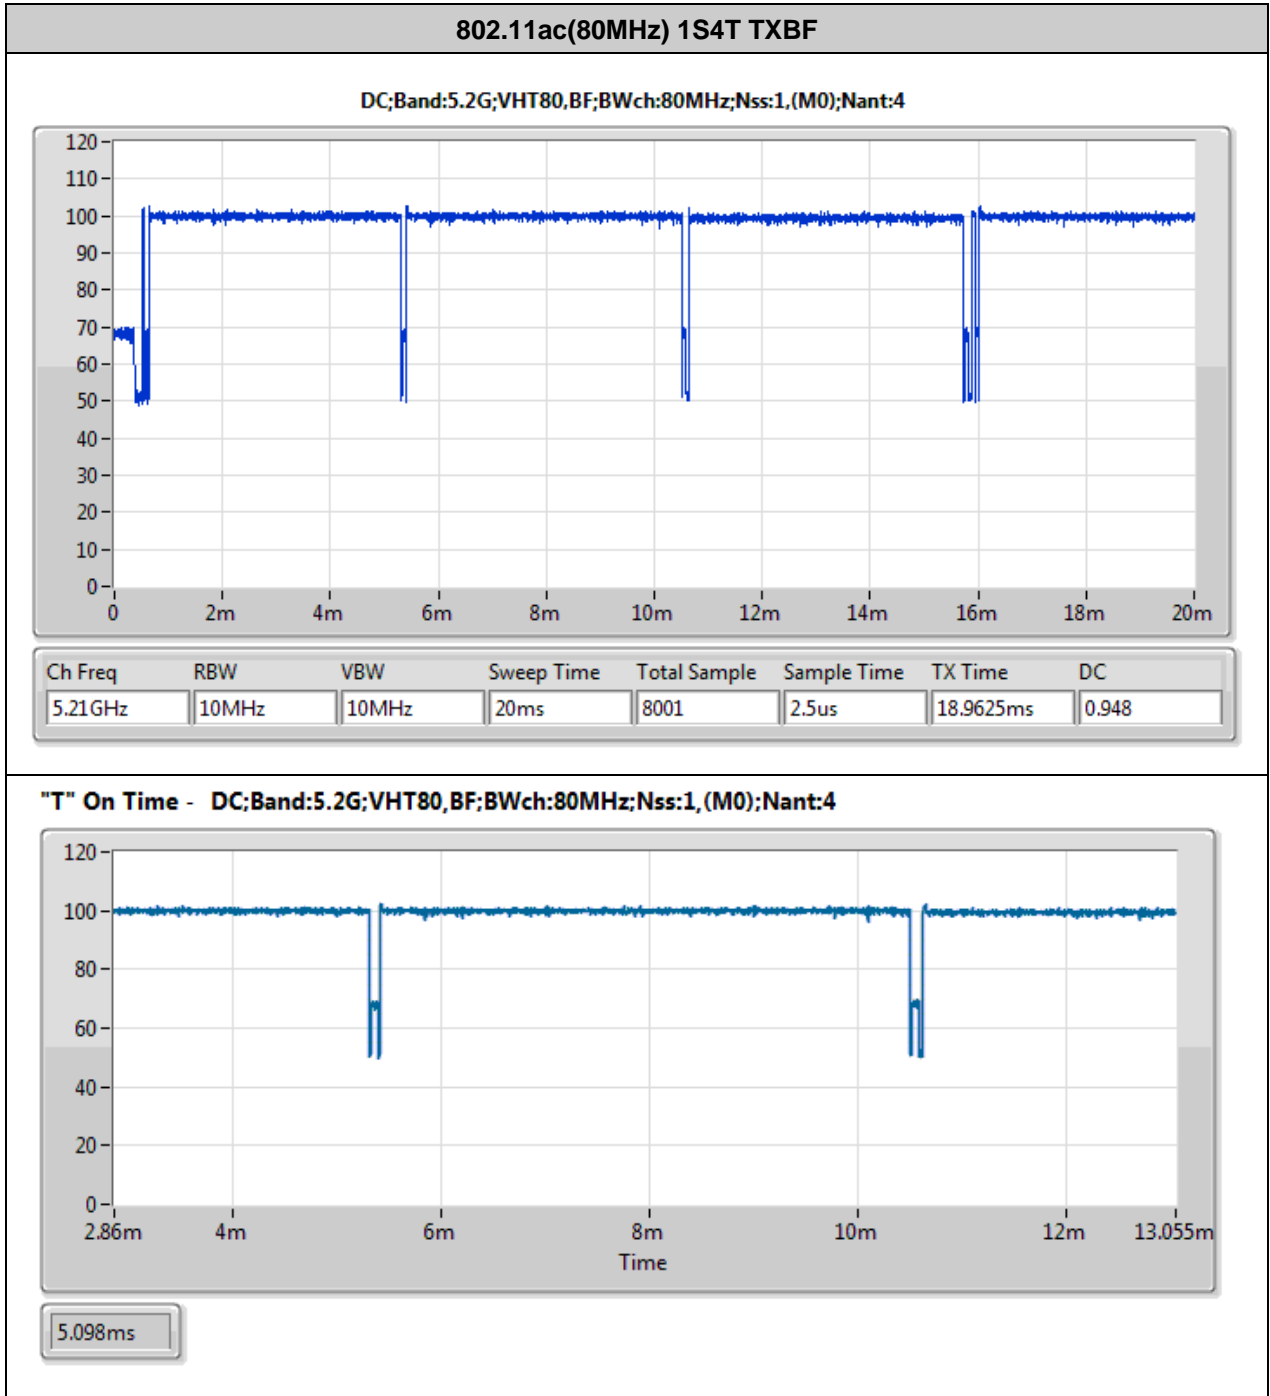 802.11ac(80MHz) 1S4T TXBF
DC;Band:5.2G;VHT80,BF;BWch:80MHz;Nss:1,(M0);Nant:4
120
110
100
90
80
70
60
50
40
30
20
10
0
0 2m 4m 6m 8m 10m 12m 14m 16m 18m 20m
Ch Freq RBW VBW Sweep Time Total Sample Sample Time TX Time DC
5.21GHz 10MHz 10MHz 20ms 8001 2.5us 18.9625ms 0.948
"T" On Time - DC;Band:5.2G;VHT80,BF;BWch:80MHz;Nss:1,(M0);Nant:4
120
100
80
60
40
20
0
2.86m 4m 6m 8m 10m 12m 13.055m
Time
5.098ms